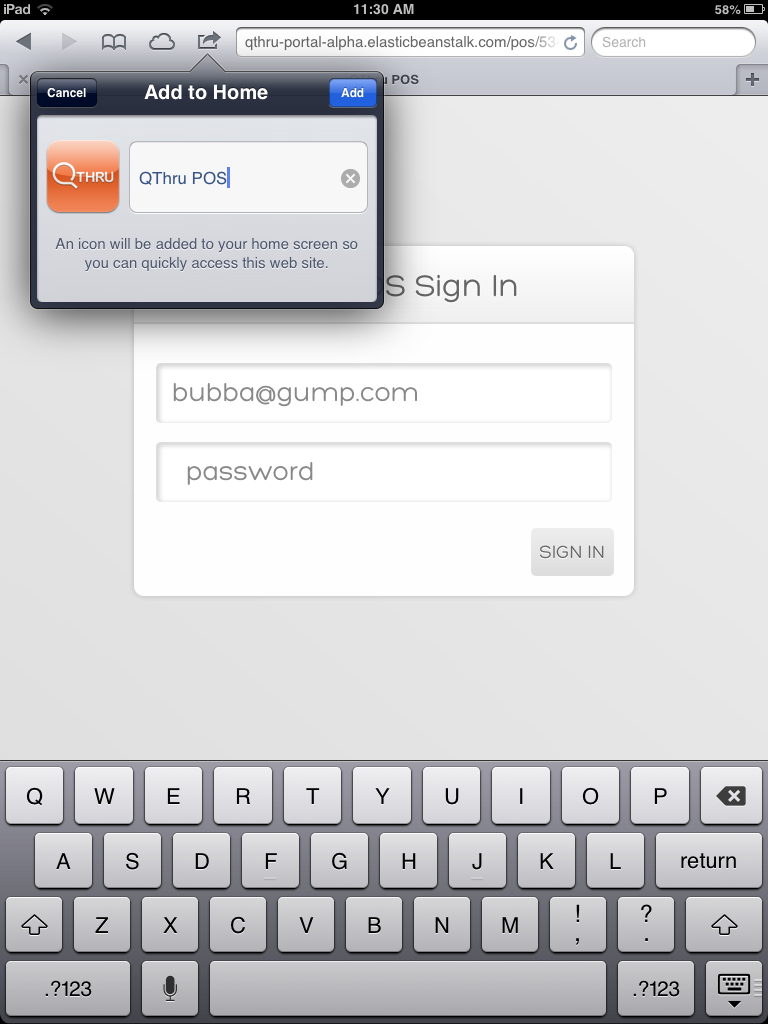 iPad 11:30 AM 58%
qthru-portal-alpha.elasticbeanstalk.com/pos/53 Search
POS
Cancel Add to Home Add
QTHRU QThru POS
An icon will be added to your home screen so
you can quickly access this web site.
S Sign In
bubba@gump.com
password
SIGN IN
Q W E R T Y U I O P
A S D F G H J K L return
Z X C V B N M ! , ? .
.?123 .?123